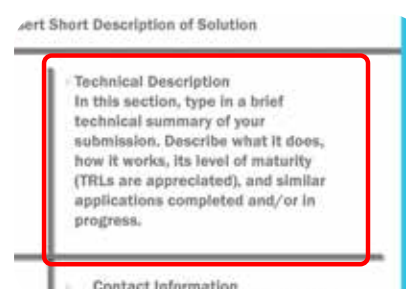 ert Short Description of Solution
Technical Description
In this section, type in a brief
technical summary of your
submission. Describe what it does,
how it works, its level of maturity
(TRLs are appreciated), and similar
applications completed and/or in
progress.
Contact Information